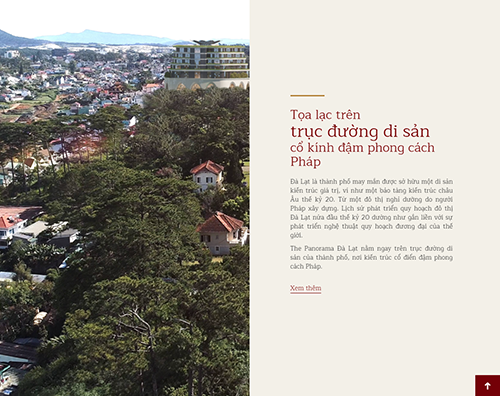 Tọa lạc trên
trục đường di sản
cổ kính đậm phong cách
Pháp
Đà Lạt là thành phố may mắn được sở hữu một di sản
kiến trúc giá trị, ví như một bảo tàng kiến trúc châu
Âu thế kỷ 20. Từ một đô thị nghỉ dưỡng do người
Pháp xây dựng. Lịch sử phát triển quy hoạch đô thị
Đà Lạt nửa đầu thế kỷ 20 dường như gắn liền với sự
phát triển nghệ thuật quy hoạch đương đại của thế
giới.
The Panorama Đà Lạt nằm ngay trên trục đường di
sản của thành phố, nơi kiến trúc cổ điển đậm phong
cách Pháp.
Xem thêm